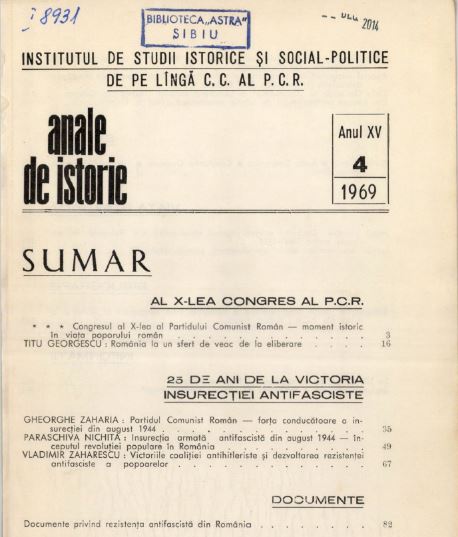 I 8931
BIBLIOTECA „ASTRA"
SIBIU
2014
INSTITUTUL DE STUDII ISTORICE ȘI SOCIAL-POLITICE
DE PE LÎNGĂ C.C. AL P.C.R.
anale
de istorie
Anul XV
4
1969
SUMAR
AL X-LEA CONGRES AL P.C.R.
* * * Congresul al X-lea al Partidului Comunist Român — moment istoric
în viața poporului român . . . . . . . . . . 3
TITU GEORGESCU : România la un sfert de veac de la eliberare . . . . 16
25 DE ANI DE LA VICTORIA
INSURECȚIEI ANTIFASCISTE
GHEORGHE ZAHARIA : Partidul Comunist Român — forța conducătoare a in-
surecției din august 1944 . . . . . . . . . . 35
PARASCHIVA NICHITA : Insurecția armată antifascistă din august 1944 — în-
ceputul revoluției populare în România . . . . . . . . 49
VLADIMIR ZAHARESCU : Victoriile coaliției antihitleriste și dezvoltarea rezistenței
antifasciste a popoarelor . . . . . . . . . . 67
DOCUMENTE
Documente privind rezistența antifascistă din România . . . . . . . 82